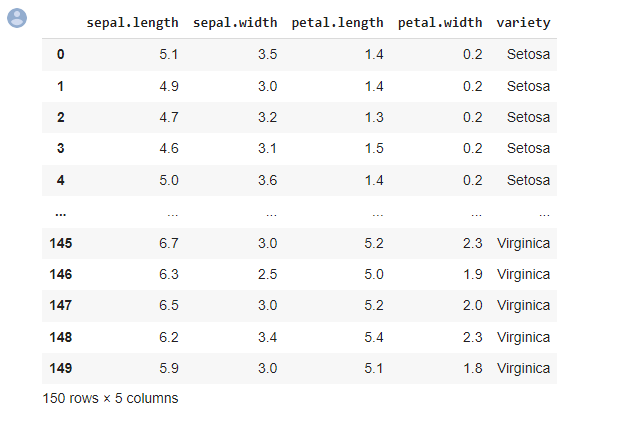 sepal.length sepal.width petal.length petal.width variety
0 5.1 3.5 1.4 0.2 Setosa
1 4.9 3.0 1.4 0.2 Setosa
2 4.7 3.2 1.3 0.2 Setosa
3 4.6 3.1 1.5 0.2 Setosa
4 5.0 3.6 1.4 0.2 Setosa
... ... ... ... ... ...
145 6.7 3.0 5.2 2.3 Virginica
146 6.3 2.5 5.0 1.9 Virginica
147 6.5 3.0 5.2 2.0 Virginica
148 6.2 3.4 5.4 2.3 Virginica
149 5.9 3.0 5.1 1.8 Virginica
150 rows × 5 columns